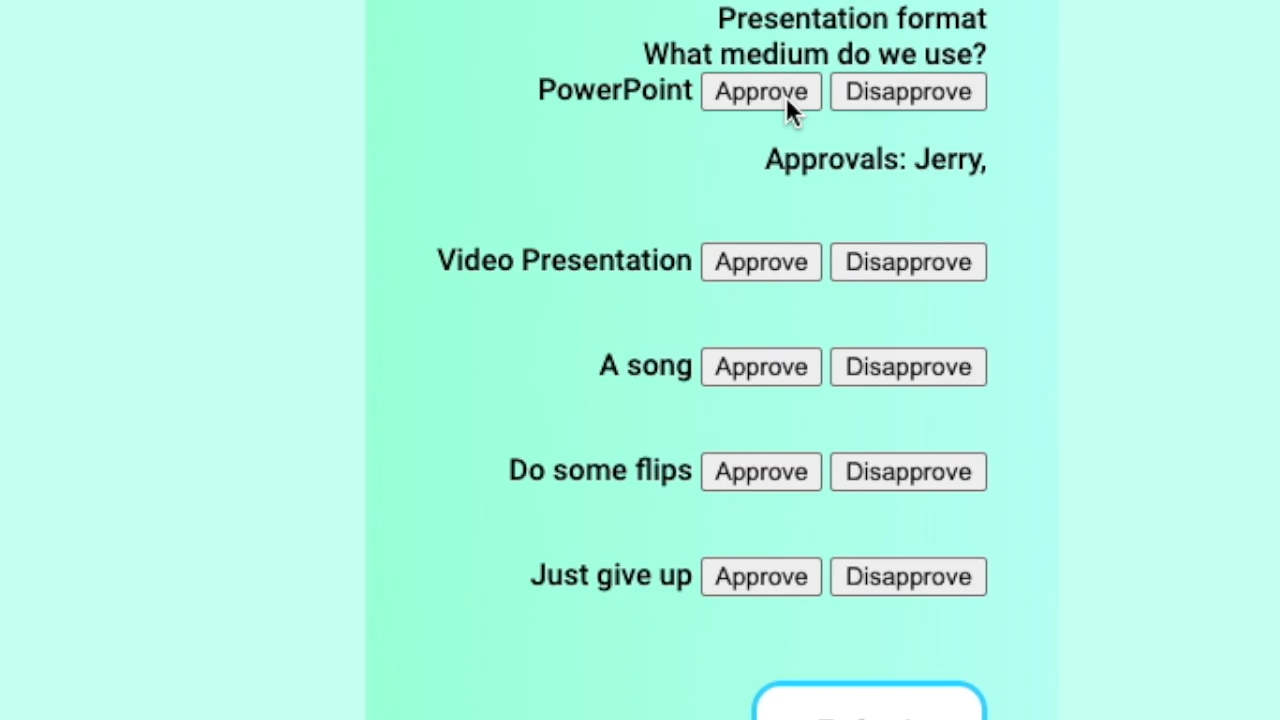 Presentation format
What medium do we use?
PowerPoint Approve Disapprove
Approvals: Jerry,
Video Presentation Approve Disapprove
A song Approve Disapprove
Do some flips Approve Disapprove
Just give up Approve Disapprove